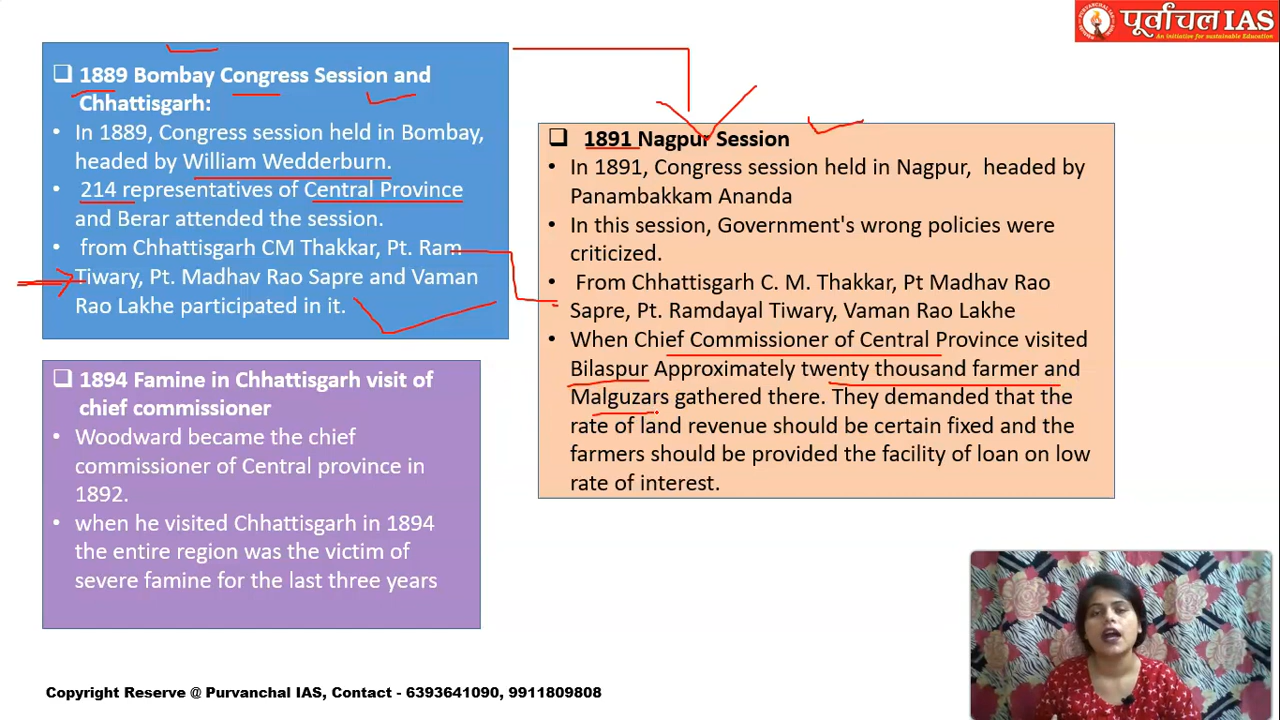 पूर्वांचल IAS
An initiative for sustainable Education
1889 Bombay Congress Session and
Chhattisgarh:
• In 1889, Congress session held in Bombay,
headed by William Wedderburn.
• 214 representatives of Central Province
and Berar attended the session.
• from Chhattisgarh CM Thakkar, Pt. Ram
Tiwary, Pt. Madhav Rao Sapre and Vaman
Rao Lakhe participated in it.
1894 Famine in Chhattisgarh visit of
chief commissioner
• Woodward became the chief
commissioner of Central province in
1892.
• when he visited Chhattisgarh in 1894
the entire region was the victim of
severe famine for the last three years
1891 Nagpur Session
• In 1891, Congress session held in Nagpur, headed by
Panambakkam Ananda
• In this session, Government's wrong policies were
criticized.
• From Chhattisgarh C. M. Thakkar, Pt Madhav Rao
Sapre, Pt. Ramdayal Tiwary, Vaman Rao Lakhe
• When Chief Commissioner of Central Province visited
Bilaspur Approximately twenty thousand farmer and
Malguzars gathered there. They demanded that the
rate of land revenue should be certain fixed and the
farmers should be provided the facility of loan on low
rate of interest.
Copyright Reserve @ Purvanchal IAS, Contact - 6393641090, 9911809808